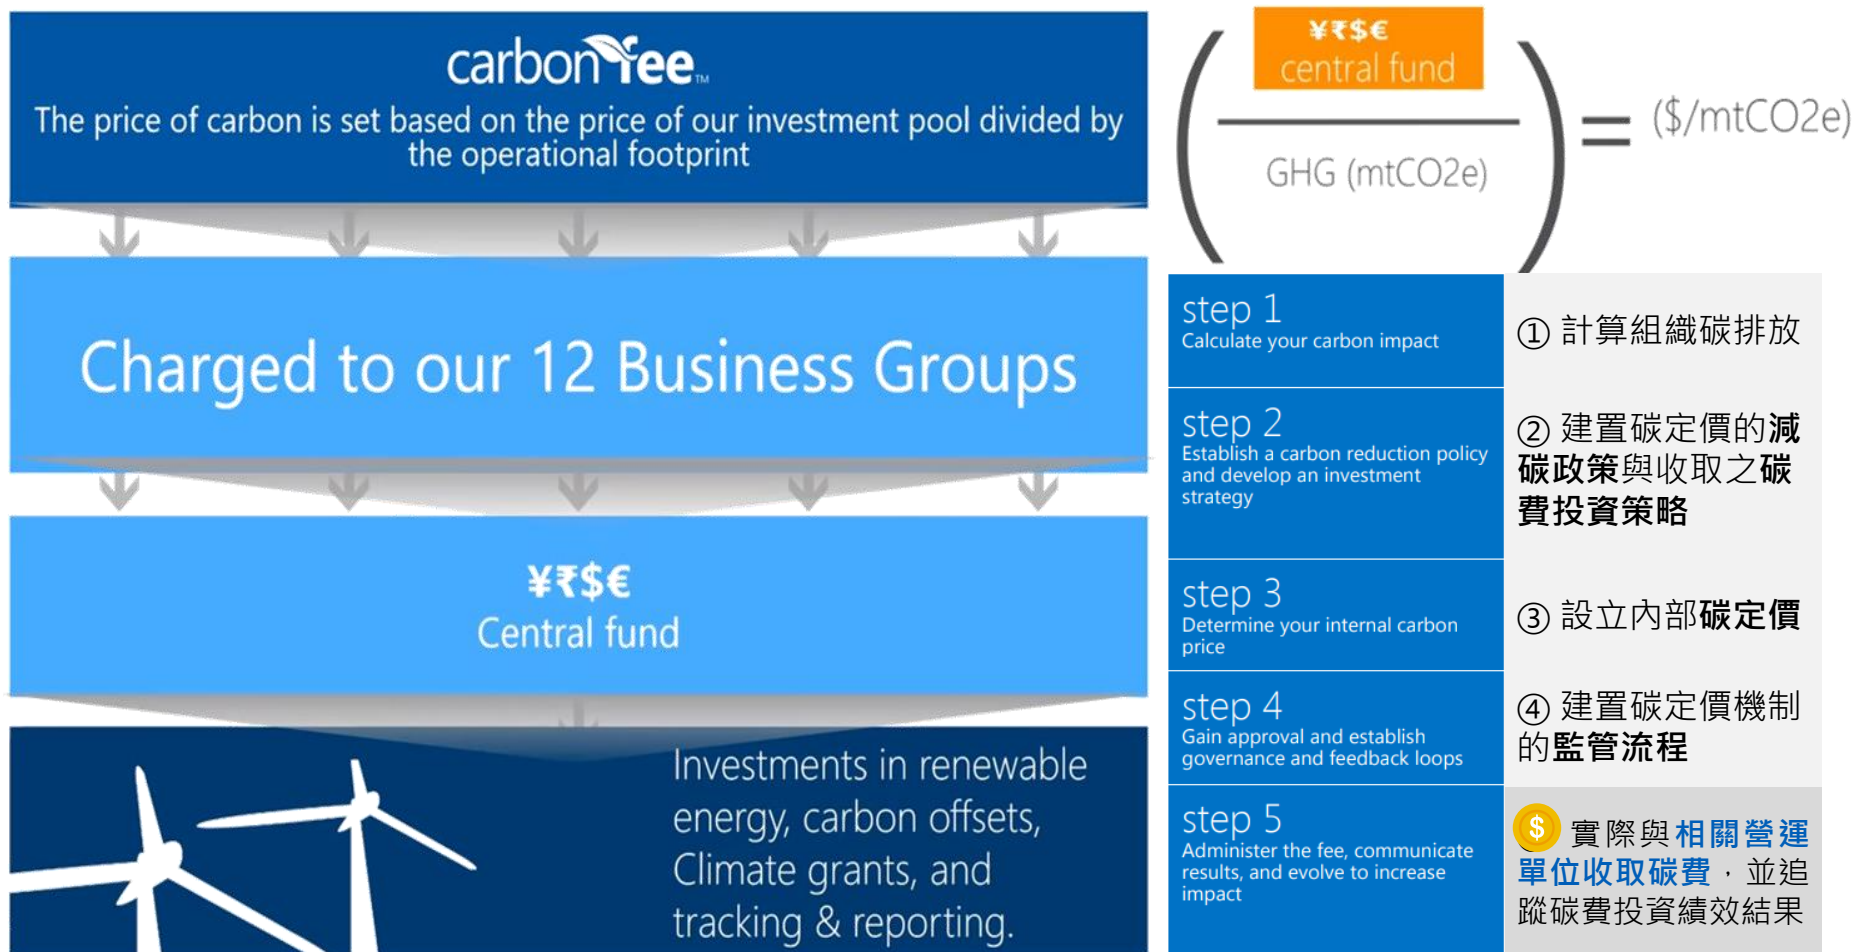 carbon fee™
The price of carbon is set based on the price of our investment pool divided by
the operational footprint
Charged to our 12 Business Groups
¥₹$€
Central fund
Investments in renewable
energy, carbon offsets,
Climate grants, and
tracking & reporting.
¥₹$€
central fund
GHG (mtCO2e)
= ($/mtCO2e)
step 1
Calculate your carbon impact
① 計算組織碳排放
step 2
Establish a carbon reduction policy
and develop an investment
strategy
② 建置碳定價的減
碳政策與收取之碳
費投資策略
step 3
Determine your internal carbon
price
③ 設立內部碳定價
step 4
Gain approval and establish
governance and feedback loops
④ 建置碳定價機制
的監管流程
step 5
Administer the fee, communicate
results, and evolve to increase
impact
$ 實際與相關營運
單位收取碳費，並追
蹤碳費投資績效結果